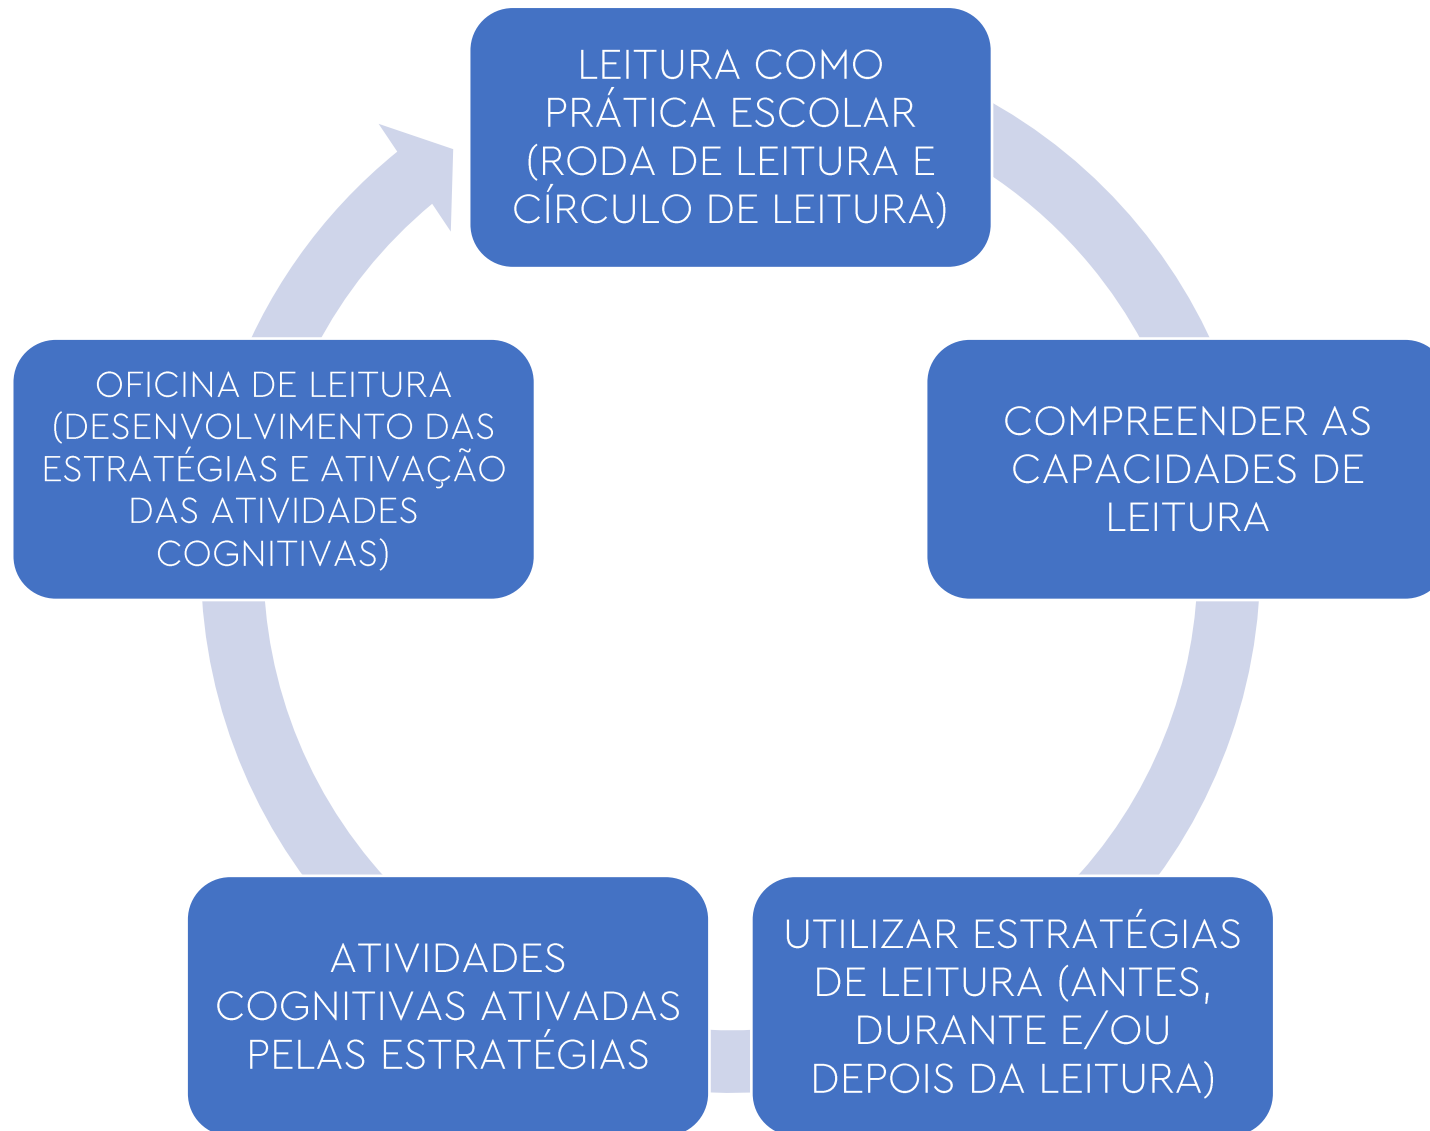 LEITURA COMO
PRÁTICA ESCOLAR
(RODA DE LEITURA E
CÍRCULO DE LEITURA)
COMPREENDER AS
CAPACIDADES DE
LEITURA
UTILIZAR ESTRATÉGIAS
DE LEITURA (ANTES,
DURANTE E/OU
DEPOIS DA LEITURA)
ATIVIDADES
COGNITIVAS ATIVADAS
PELAS ESTRATÉGIAS
OFICINA DE LEITURA
(DESENVOLVIMENTO DAS
ESTRATÉGIAS E ATIVAÇÃO
DAS ATIVIDADES
COGNITIVAS)